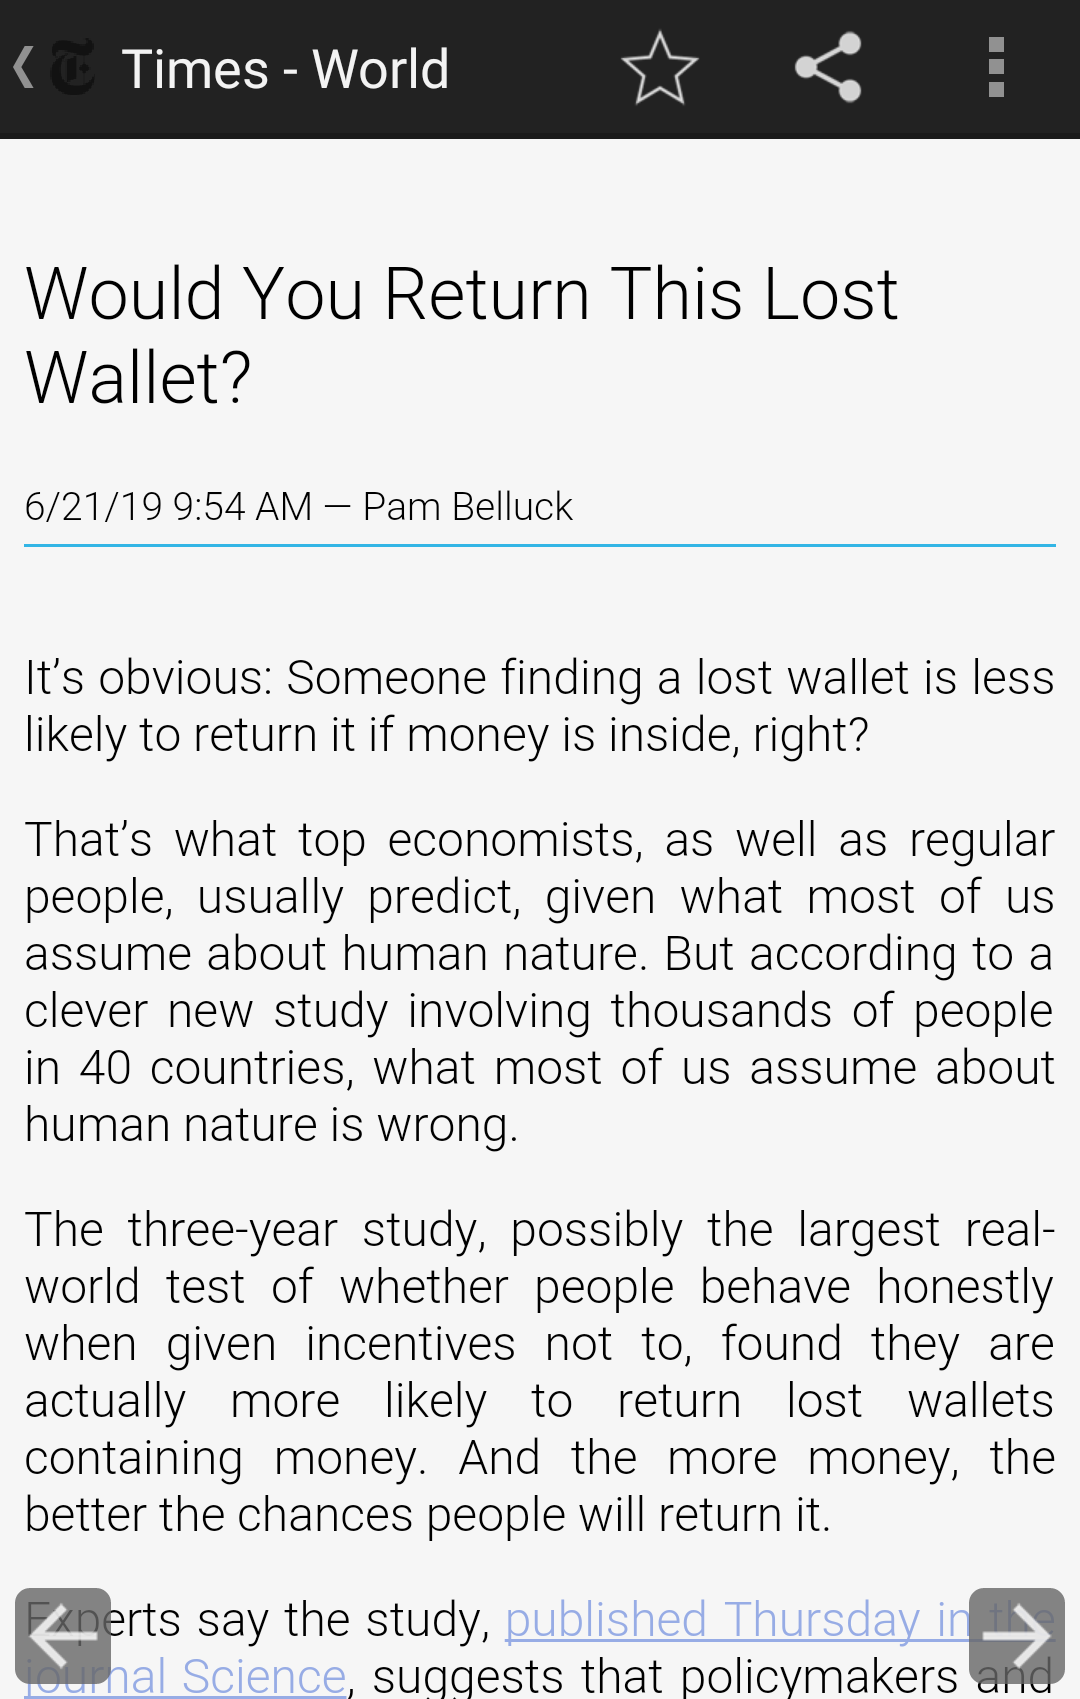 Times - World
Would You Return This Lost
Wallet?
6/21/19 9:54 AM — Pam Belluck
It’s obvious: Someone finding a lost wallet is less
likely to return it if money is inside, right?
That’s what top economists, as well as regular
people, usually predict, given what most of us
assume about human nature. But according to a
clever new study involving thousands of people
in 40 countries, what most of us assume about
human nature is wrong.
The three-year study, possibly the largest real-
world test of whether people behave honestly
when given incentives not to, found they are
actually more likely to return lost wallets
containing money. And the more money, the
better the chances people will return it.
Experts say the study, published Thursday in the
journal Science, suggests that policymakers and